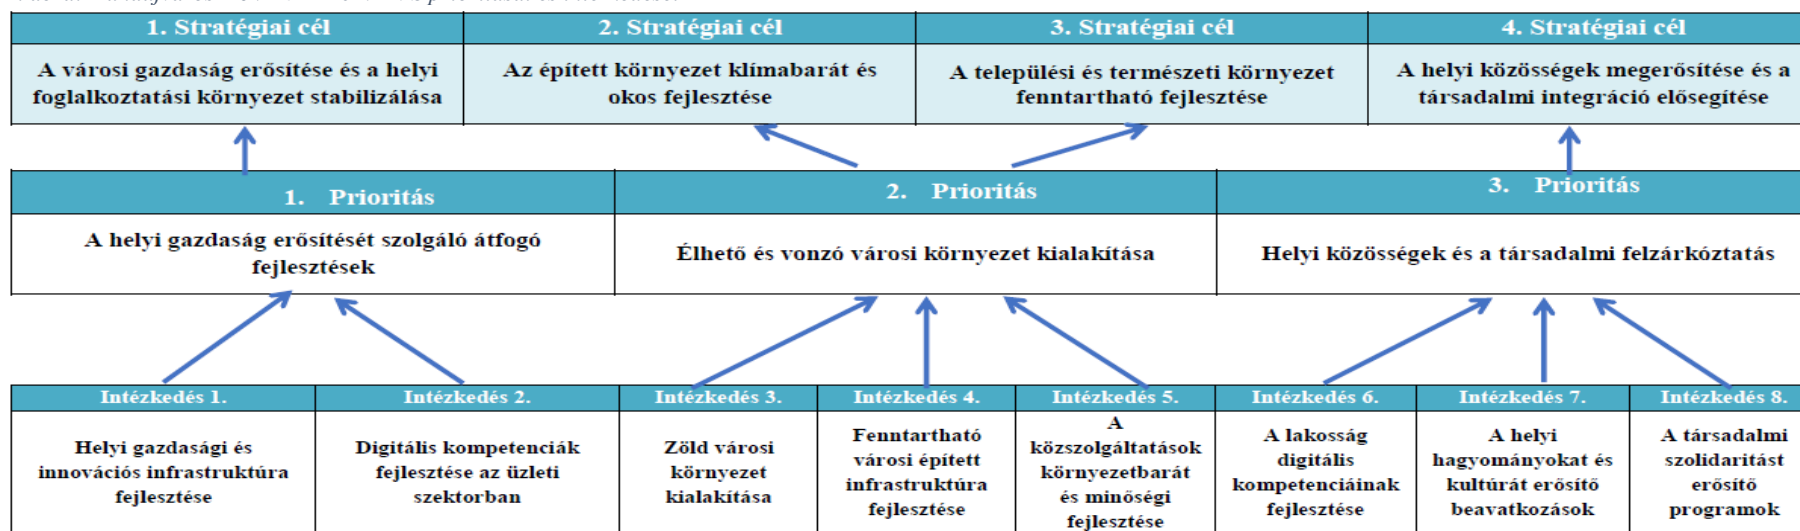 1. Stratégiai cél
2. Stratégiai cél
3. Stratégiai cél
4. Stratégiai cél
A városi gazdaság erősítése és a helyi
foglalkoztatási környezet stabilizálása
Az épített környezet klímabarát és
okos fejlesztése
A települési és természeti környezet
fenntartható fejlesztése
A helyi közösségek megerősítése és a
társadalmi integráció elősegítése
1. Prioritás
2. Prioritás
3. Prioritás
A helyi gazdaság erősítését szolgáló átfogó
fejlesztések
Élhető és vonzó városi környezet kialakítása
Helyi közösségek és a társadalmi felzárkóztatás
Intézkedés 1.
Intézkedés 2.
Intézkedés 3.
Intézkedés 4.
Intézkedés 5.
Intézkedés 6.
Intézkedés 7.
Intézkedés 8.
Helyi gazdasági és
innovációs infrastruktúra
fejlesztése
Digitális kompetenciák
fejlesztése az üzleti
szektorban
Zöld városi
környezet
kialakítása
Fenntartható
városi épített
infrastruktúra
fejlesztése
A
közszolgáltatások
környezetbarát
és minőségi
fejlesztése
A lakosság
digitális
kompetenciáinak
fejlesztése
A helyi
hagyományokat és
kultúrát erősítő
beavatkozások
A társadalmi
szolidaritást
erősítő
programok